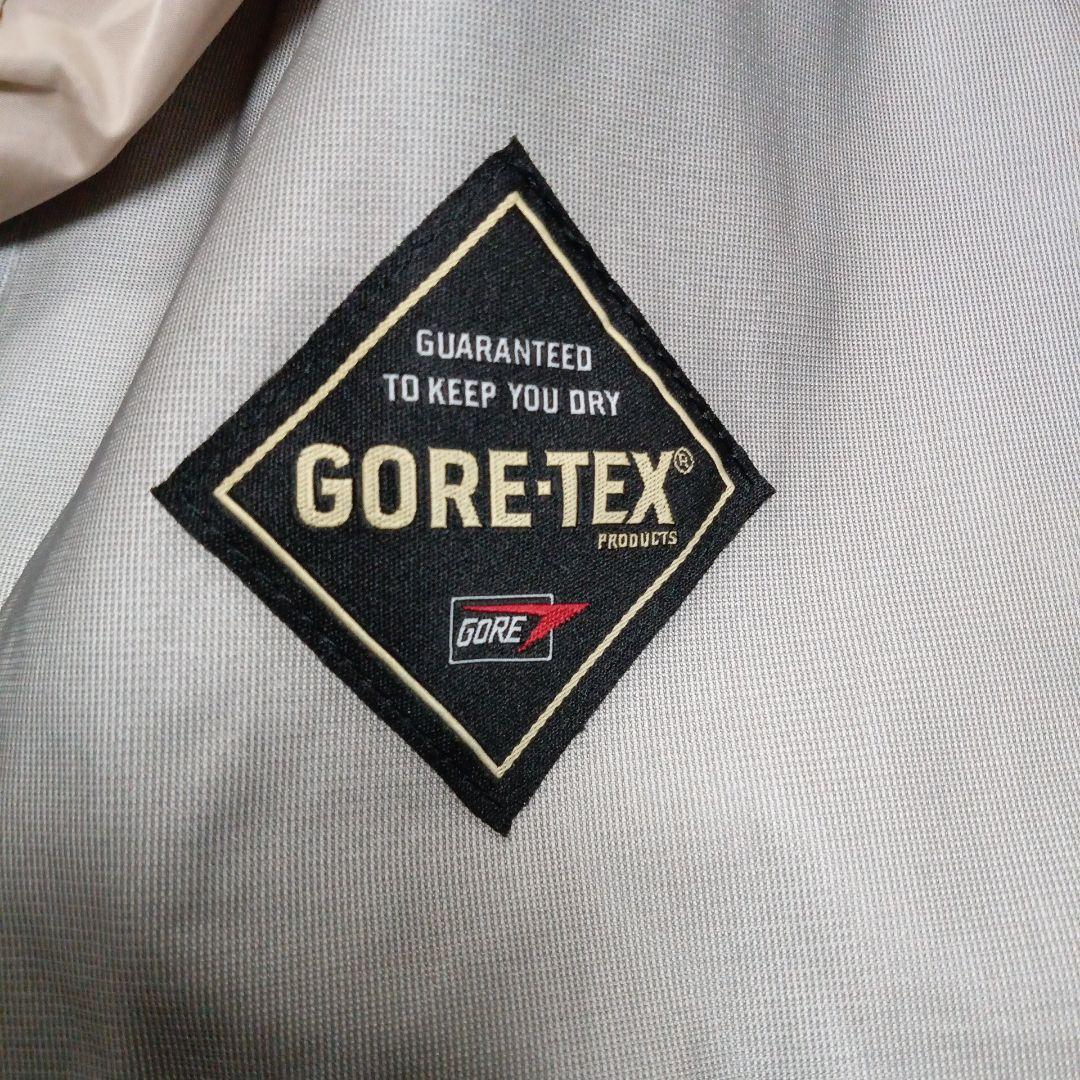 GUARANTEED
TO KEEP YOU DRY
GORE-TEX®
PRODUCTS
GORE